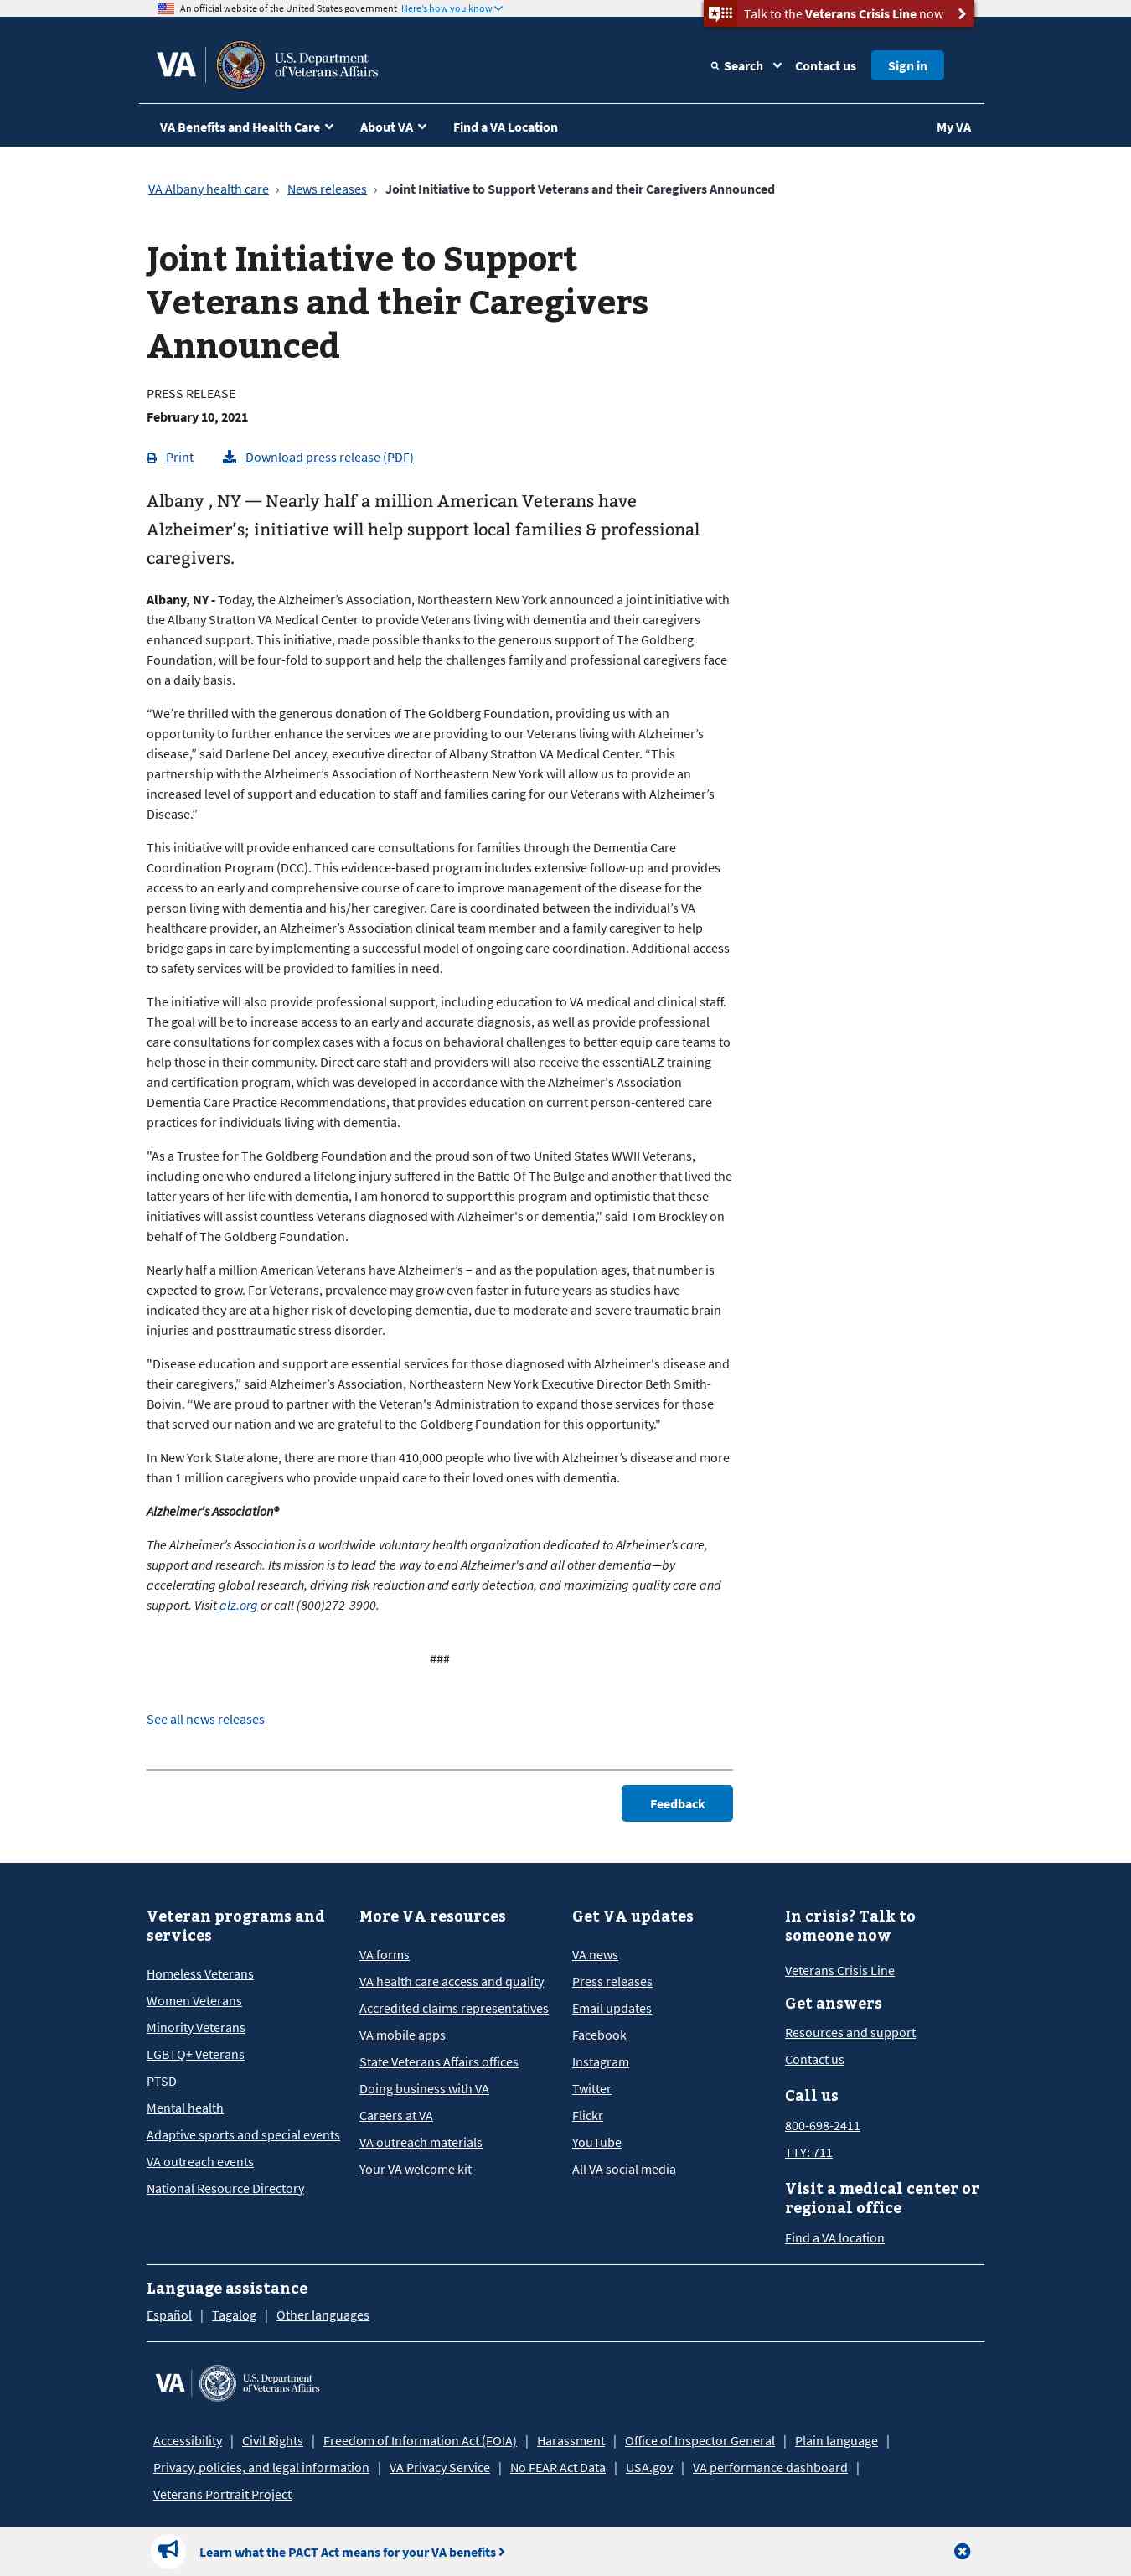 An official website of the United States government Here's how you know
Talk to the Veterans Crisis Line now
VA
U.S. Department
of Veterans Affairs
Search
Contact us
Sign in
VA Benefits and Health Care
About VA
Find a VA Location
My VA
VA Albany health care › News releases › Joint Initiative to Support Veterans and their Caregivers Announced
Joint Initiative to Support
Veterans and their Caregivers
Announced
PRESS RELEASE
February 10, 2021
Print
Download press release (PDF)
Albany , NY — Nearly half a million American Veterans have
Alzheimer’s; initiative will help support local families & professional
caregivers.
Albany, NY - Today, the Alzheimer’s Association, Northeastern New York announced a joint initiative with
the Albany Stratton VA Medical Center to provide Veterans living with dementia and their caregivers
enhanced support. This initiative, made possible thanks to the generous support of The Goldberg
Foundation, will be four-fold to support and help the challenges family and professional caregivers face
on a daily basis.
“We’re thrilled with the generous donation of The Goldberg Foundation, providing us with an
opportunity to further enhance the services we are providing to our Veterans living with Alzheimer’s
disease,” said Darlene DeLancey, executive director of Albany Stratton VA Medical Center. “This
partnership with the Alzheimer’s Association of Northeastern New York will allow us to provide an
increased level of support and education to staff and families caring for our Veterans with Alzheimer’s
Disease.”
This initiative will provide enhanced care consultations for families through the Dementia Care
Coordination Program (DCC). This evidence-based program includes extensive follow-up and provides
access to an early and comprehensive course of care to improve management of the disease for the
person living with dementia and his/her caregiver. Care is coordinated between the individual’s VA
healthcare provider, an Alzheimer’s Association clinical team member and a family caregiver to help
bridge gaps in care by implementing a successful model of ongoing care coordination. Additional access
to safety services will be provided to families in need.
The initiative will also provide professional support, including education to VA medical and clinical staff.
The goal will be to increase access to an early and accurate diagnosis, as well as provide professional
care consultations for complex cases with a focus on behavioral challenges to better equip care teams to
help those in their community. Direct care staff and providers will also receive the essentiALZ training
and certification program, which was developed in accordance with the Alzheimer's Association
Dementia Care Practice Recommendations, that provides education on current person-centered care
practices for individuals living with dementia.
"As a Trustee for The Goldberg Foundation and the proud son of two United States WWII Veterans,
including one who endured a lifelong injury suffered in the Battle Of The Bulge and another that lived the
latter years of her life with dementia, I am honored to support this program and optimistic that these
initiatives will assist countless Veterans diagnosed with Alzheimer's or dementia," said Tom Brockley on
behalf of The Goldberg Foundation.
Nearly half a million American Veterans have Alzheimer’s – and as the population ages, that number is
expected to grow. For Veterans, prevalence may grow even faster in future years as studies have
indicated they are at a higher risk of developing dementia, due to moderate and severe traumatic brain
injuries and posttraumatic stress disorder.
"Disease education and support are essential services for those diagnosed with Alzheimer's disease and
their caregivers,” said Alzheimer’s Association, Northeastern New York Executive Director Beth Smith-
Boivin. “We are proud to partner with the Veteran's Administration to expand those services for those
that served our nation and we are grateful to the Goldberg Foundation for this opportunity."
In New York State alone, there are more than 410,000 people who live with Alzheimer’s disease and more
than 1 million caregivers who provide unpaid care to their loved ones with dementia.
Alzheimer's Association®
The Alzheimer’s Association is a worldwide voluntary health organization dedicated to Alzheimer’s care,
support and research. Its mission is to lead the way to end Alzheimer's and all other dementia—by
accelerating global research, driving risk reduction and early detection, and maximizing quality care and
support. Visit alz.org or call (800)272-3900.
###
See all news releases
Feedback
Veteran programs and
services
Homeless Veterans
Women Veterans
Minority Veterans
LGBTQ+ Veterans
PTSD
Mental health
Adaptive sports and special events
VA outreach events
National Resource Directory
More VA resources
VA forms
VA health care access and quality
Accredited claims representatives
VA mobile apps
State Veterans Affairs offices
Doing business with VA
Careers at VA
VA outreach materials
Your VA welcome kit
Get VA updates
VA news
Press releases
Email updates
Facebook
Instagram
Twitter
Flickr
YouTube
All VA social media
In crisis? Talk to
someone now
Veterans Crisis Line
Get answers
Resources and support
Contact us
Call us
800-698-2411
TTY: 711
Visit a medical center or
regional office
Find a VA location
Language assistance
Español | Tagalog | Other languages
VA
U.S. Department
of Veterans Affairs
Accessibility | Civil Rights | Freedom of Information Act (FOIA) | Harassment | Office of Inspector General | Plain language |
Privacy, policies, and legal information | VA Privacy Service | No FEAR Act Data | USA.gov | VA performance dashboard |
Veterans Portrait Project
Learn what the PACT Act means for your VA benefits